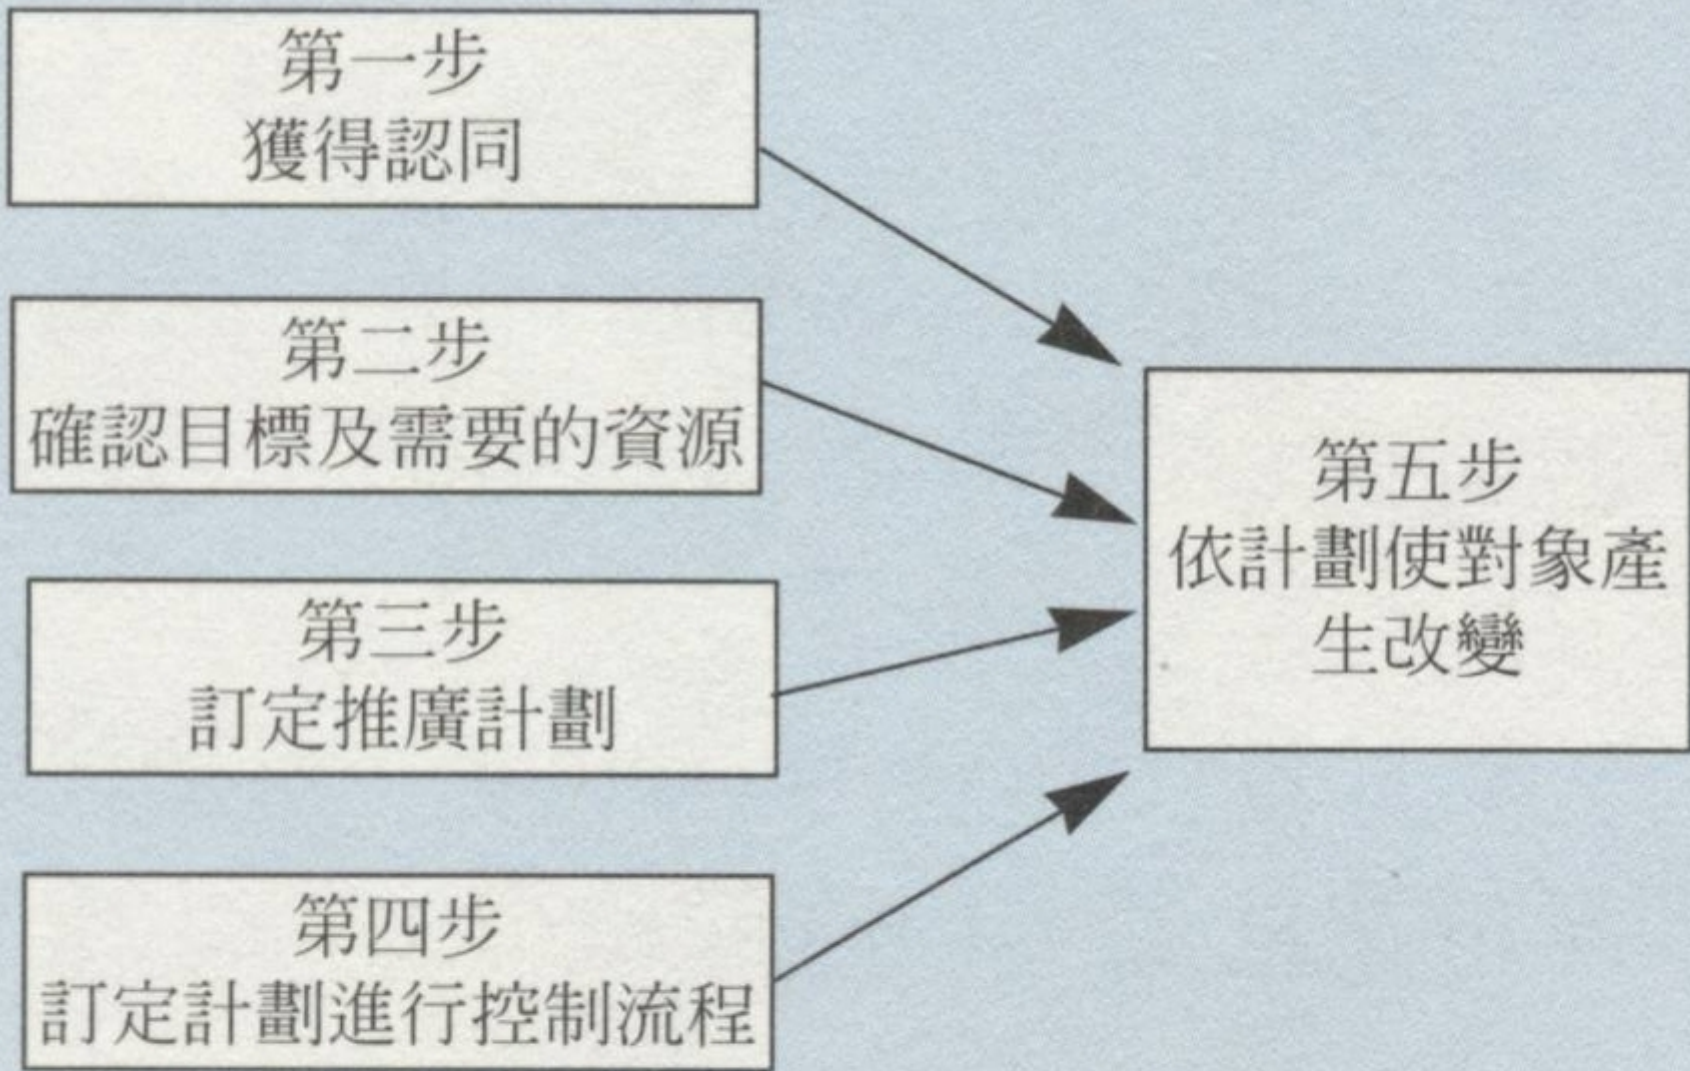 第一步
獲得認同
第二步
確認目標及需要的資源
第三步
訂定推廣計劃
第四步
訂定計劃進行控制流程
第五步
依計劃使對象產
生改變